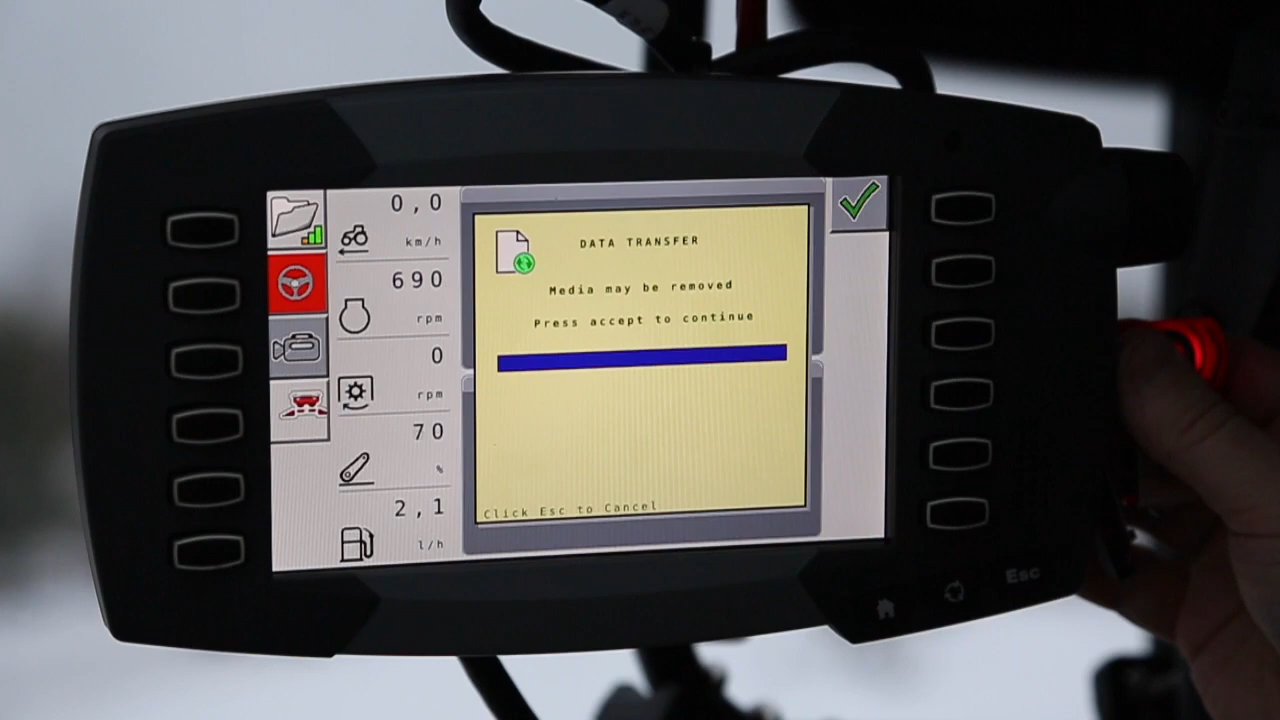 0,0
km/h
690
rpm
0
rpm
70
%
2,1
l/h
DATA TRANSFER
Media may be removed
Press accept to continue
Click Esc to Cancel
Esc